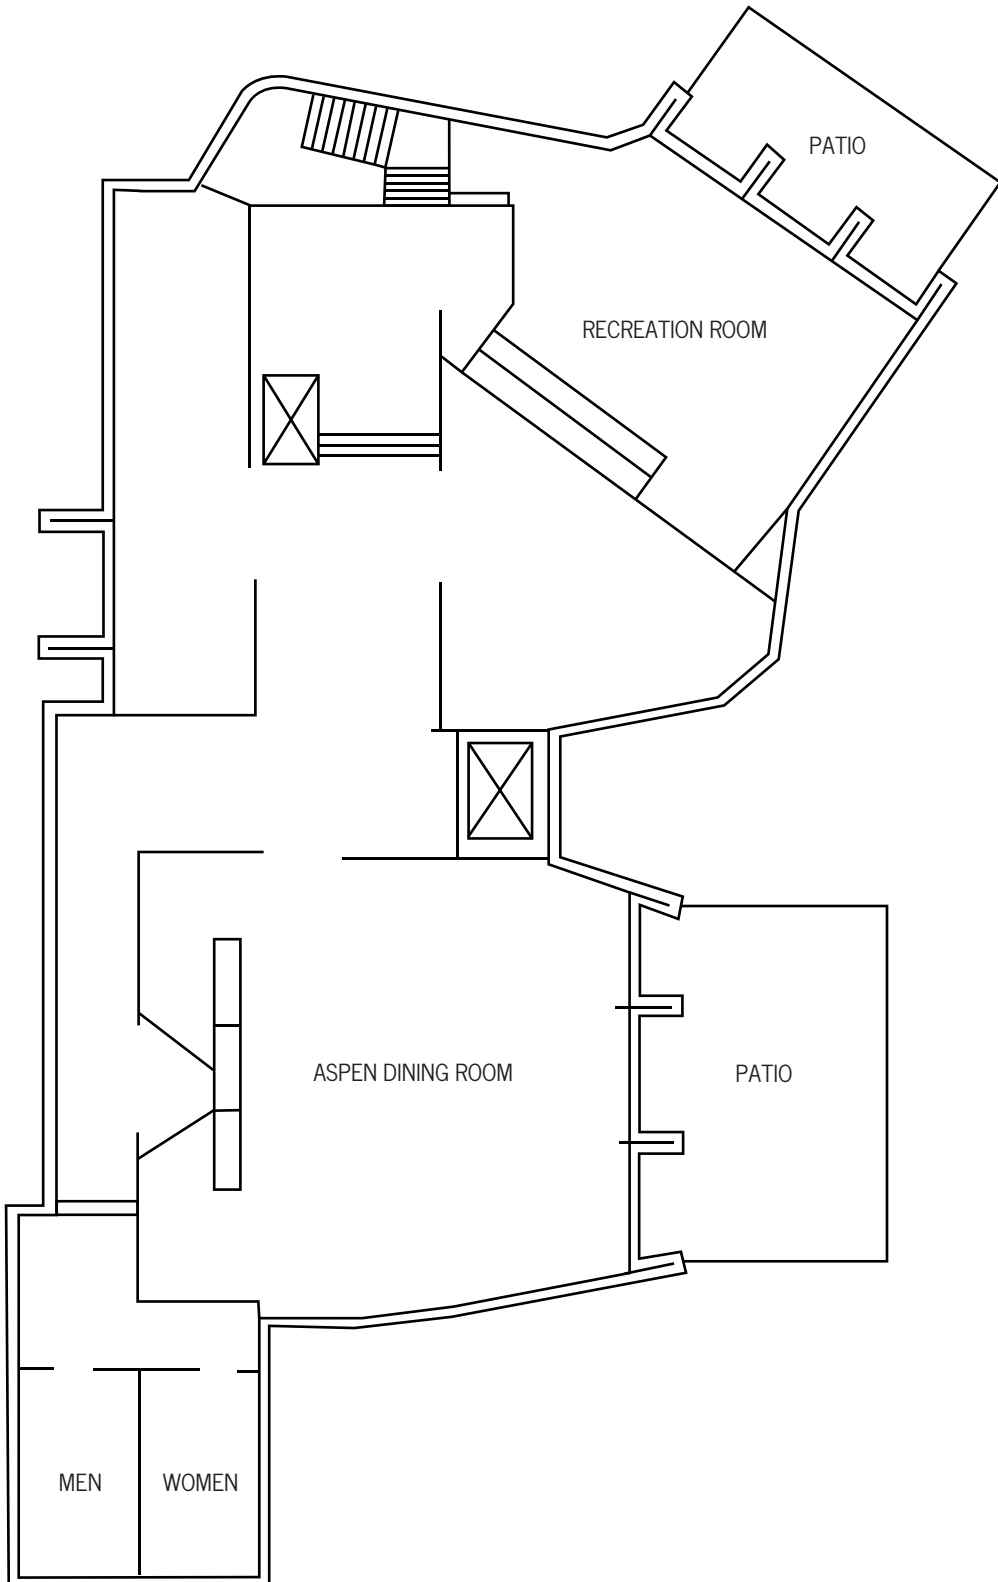 PATIO
RECREATION ROOM
ASPEN DINING ROOM
PATIO
MEN
WOMEN